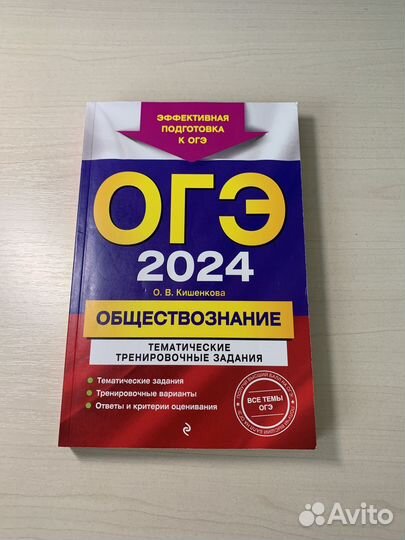 ЭФФЕКТИВНАЯ
ПОДГОТОВКА
К ОГЭ
ОГЭ
2024
О. В. Кишенкова
ОБЩЕСТВОЗНАНИЕ
ТЕМАТИЧЕСКИЕ
ТРЕНИРОВОЧНЫЕ ЗАДАНИЯ
Тематические задания
Тренировочные варианты
Ответы и критерии оценивания
ВСЕ ТЕМЫ
ОГЭ
Avito